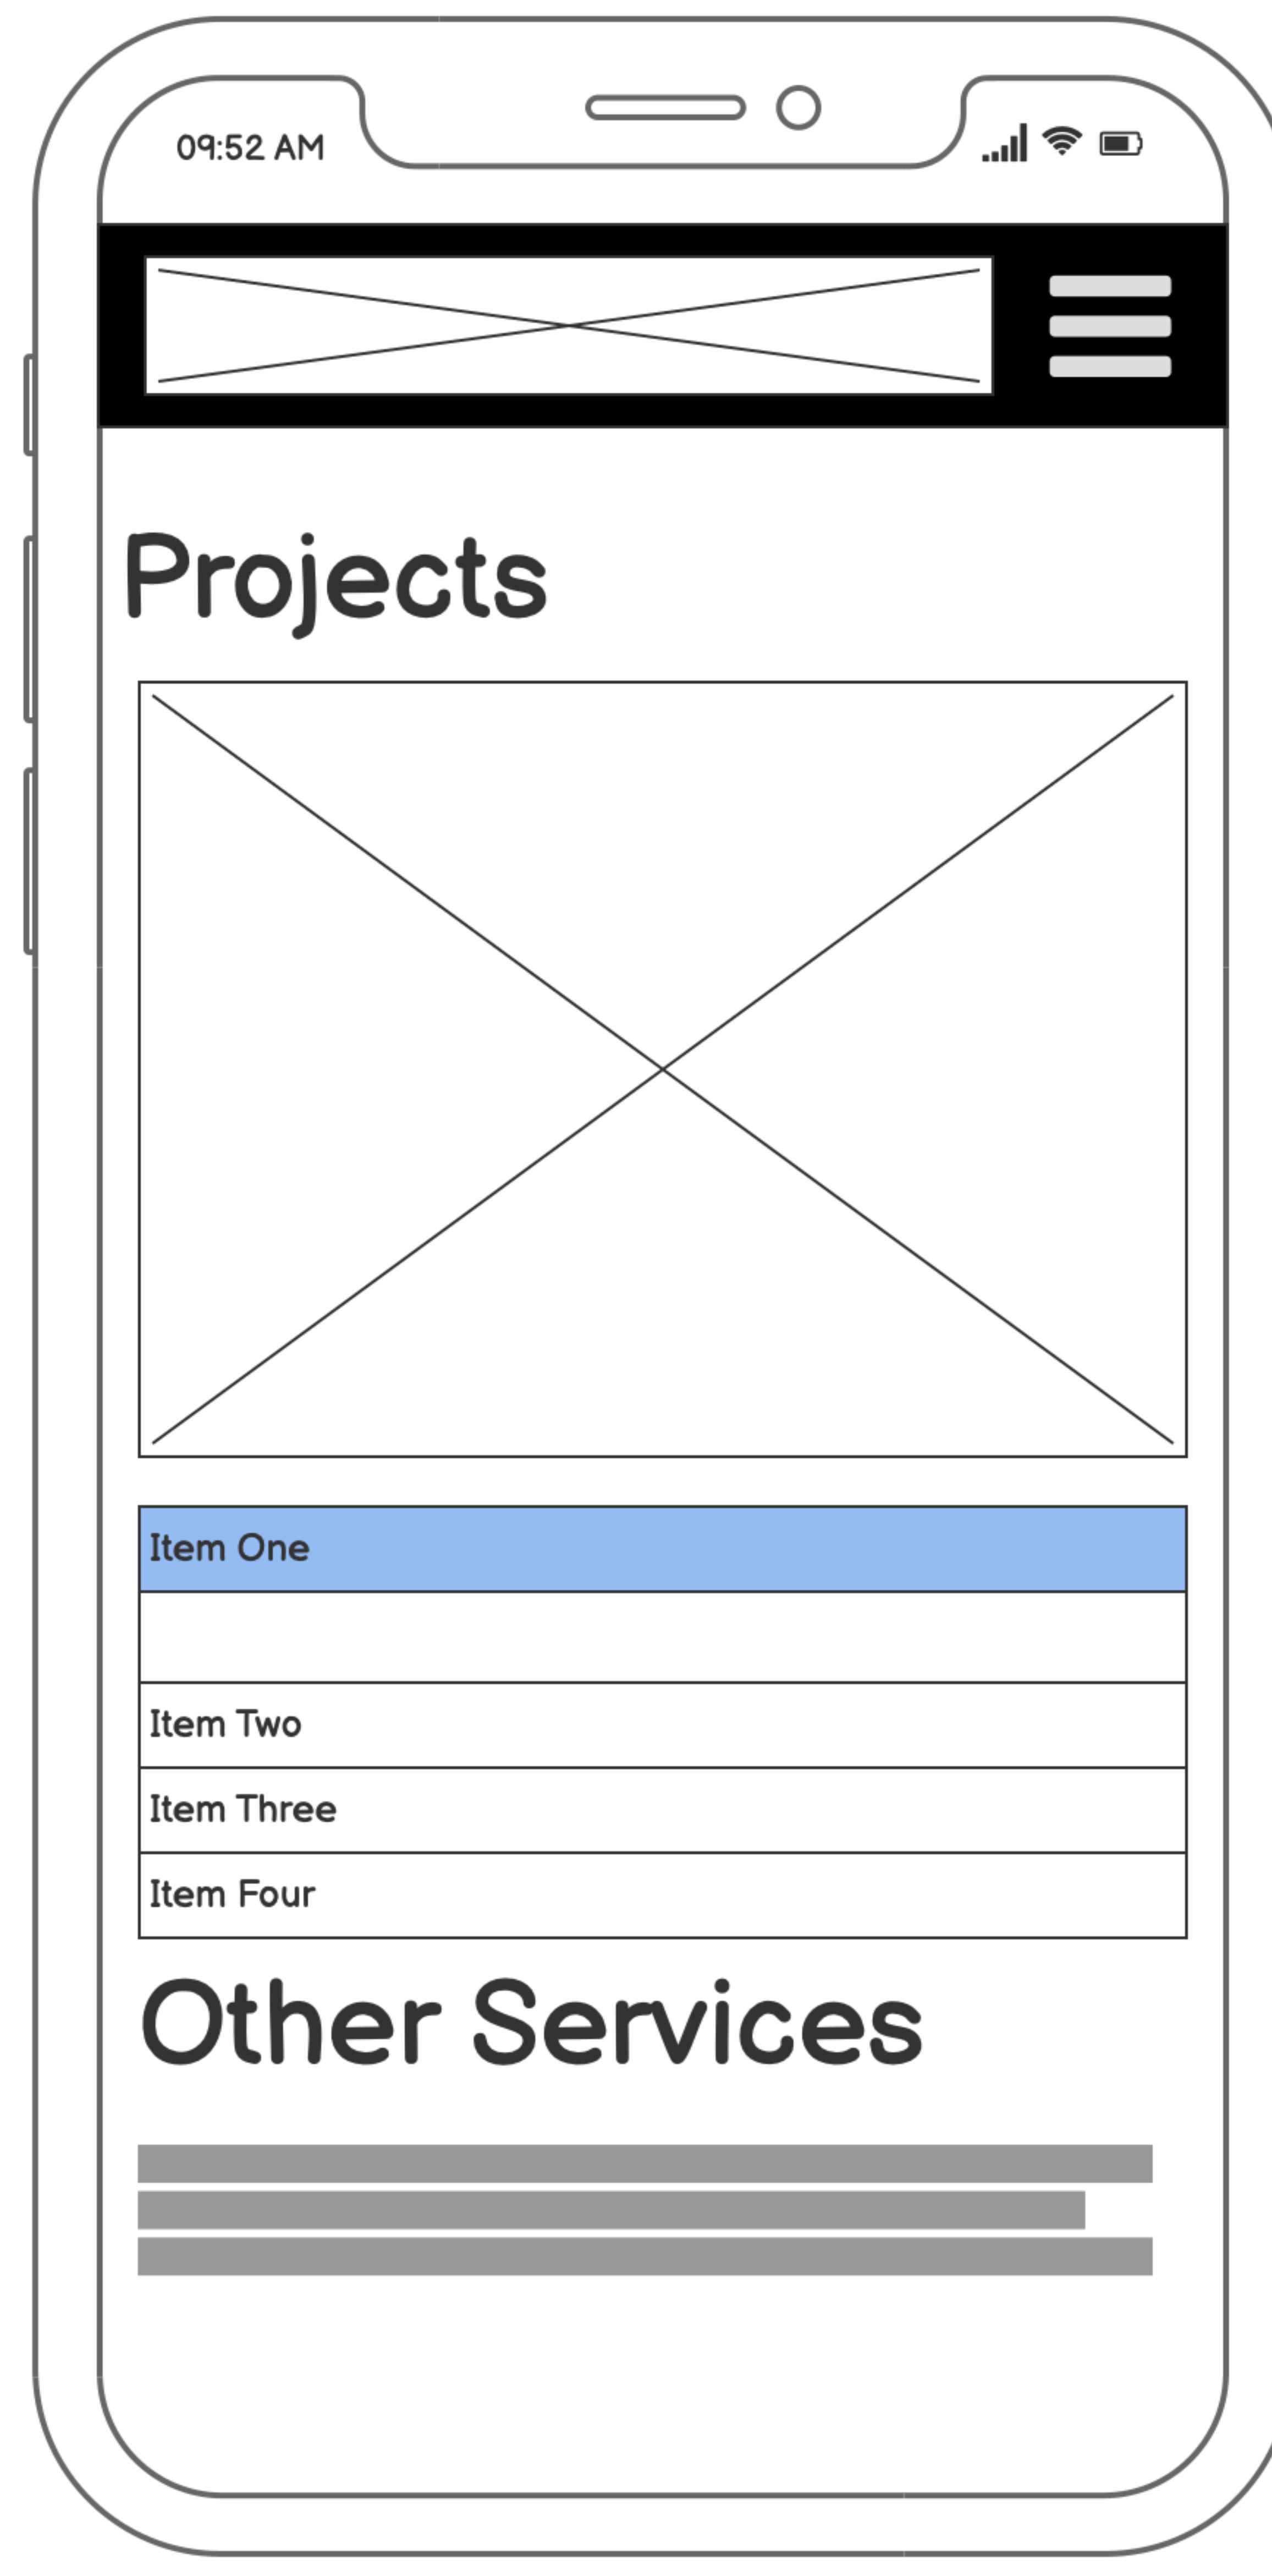 09:52 AM
Projects
Item One
Item Two
Item Three
Item Four
Other Services